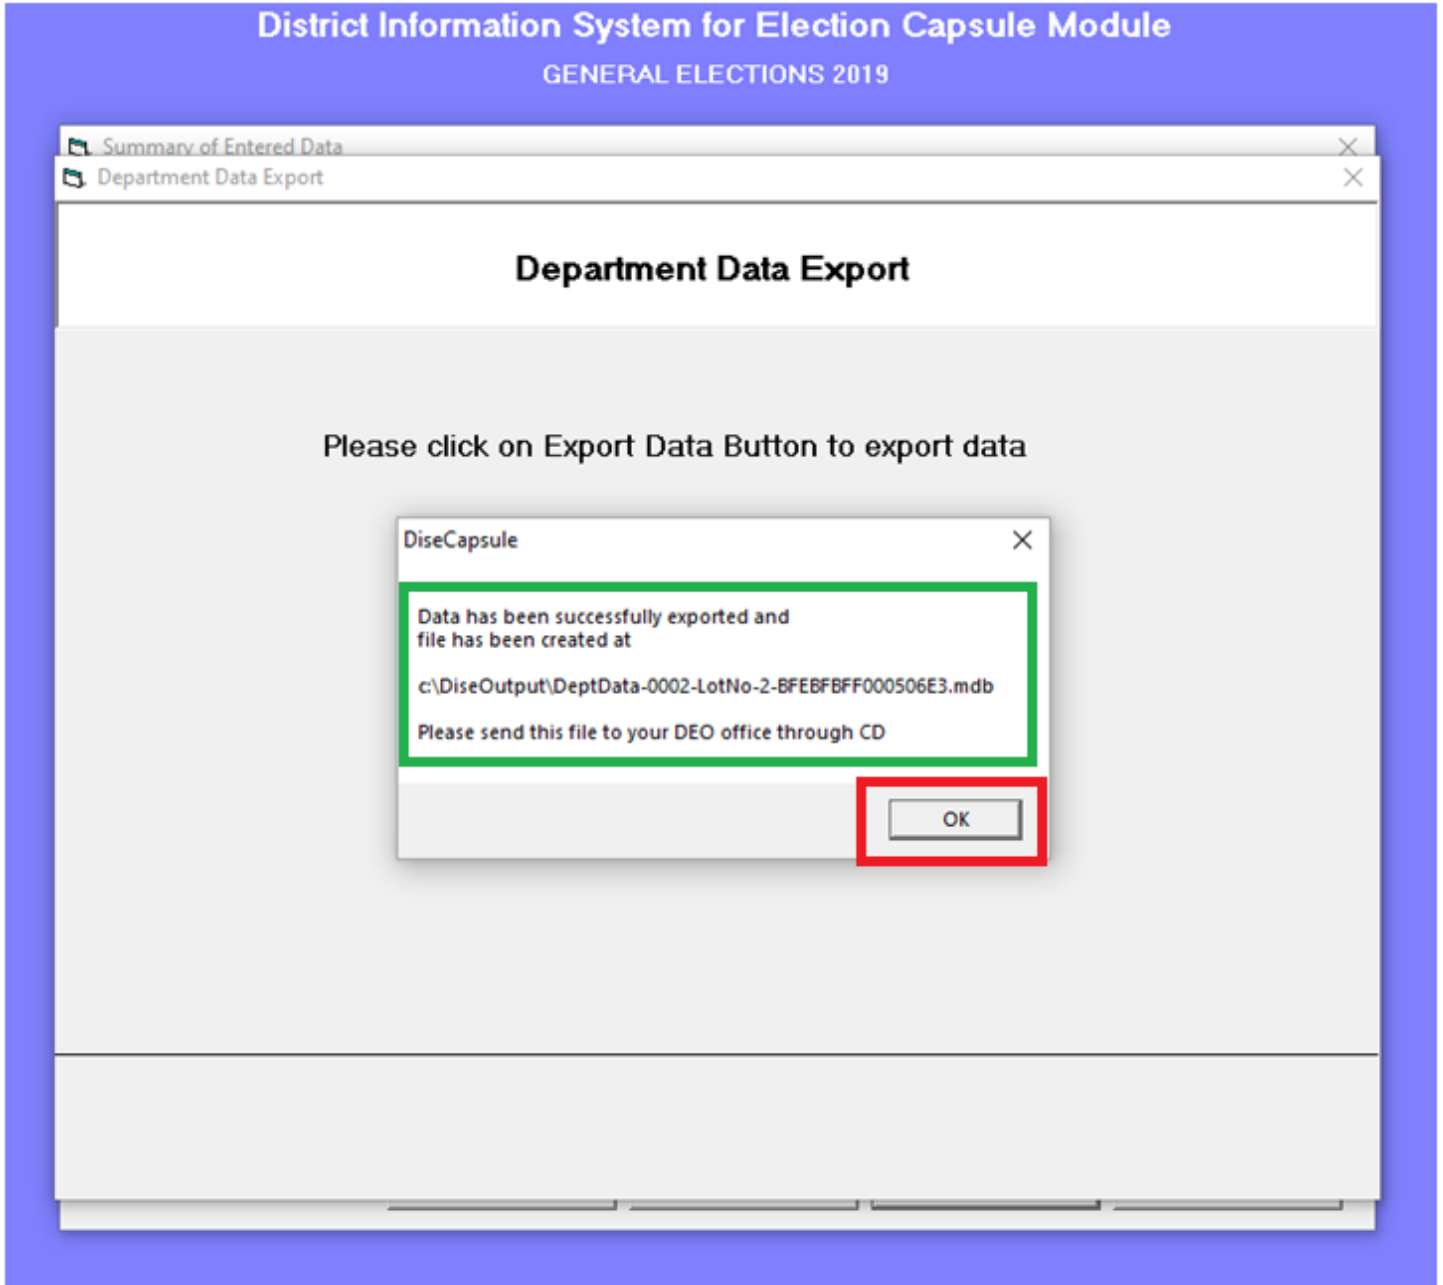 District Information System for Election Capsule Module
GENERAL ELECTIONS 2019
Summary of Entered Data
Department Data Export
Department Data Export
Please click on Export Data Button to export data
DiseCapsule
Data has been successfully exported and
file has been created at
c:\DiseOutput\DeptData-0002-LotNo-2-BFEBFBFF000506E3.mdb
Please send this file to your DEO office through CD
OK